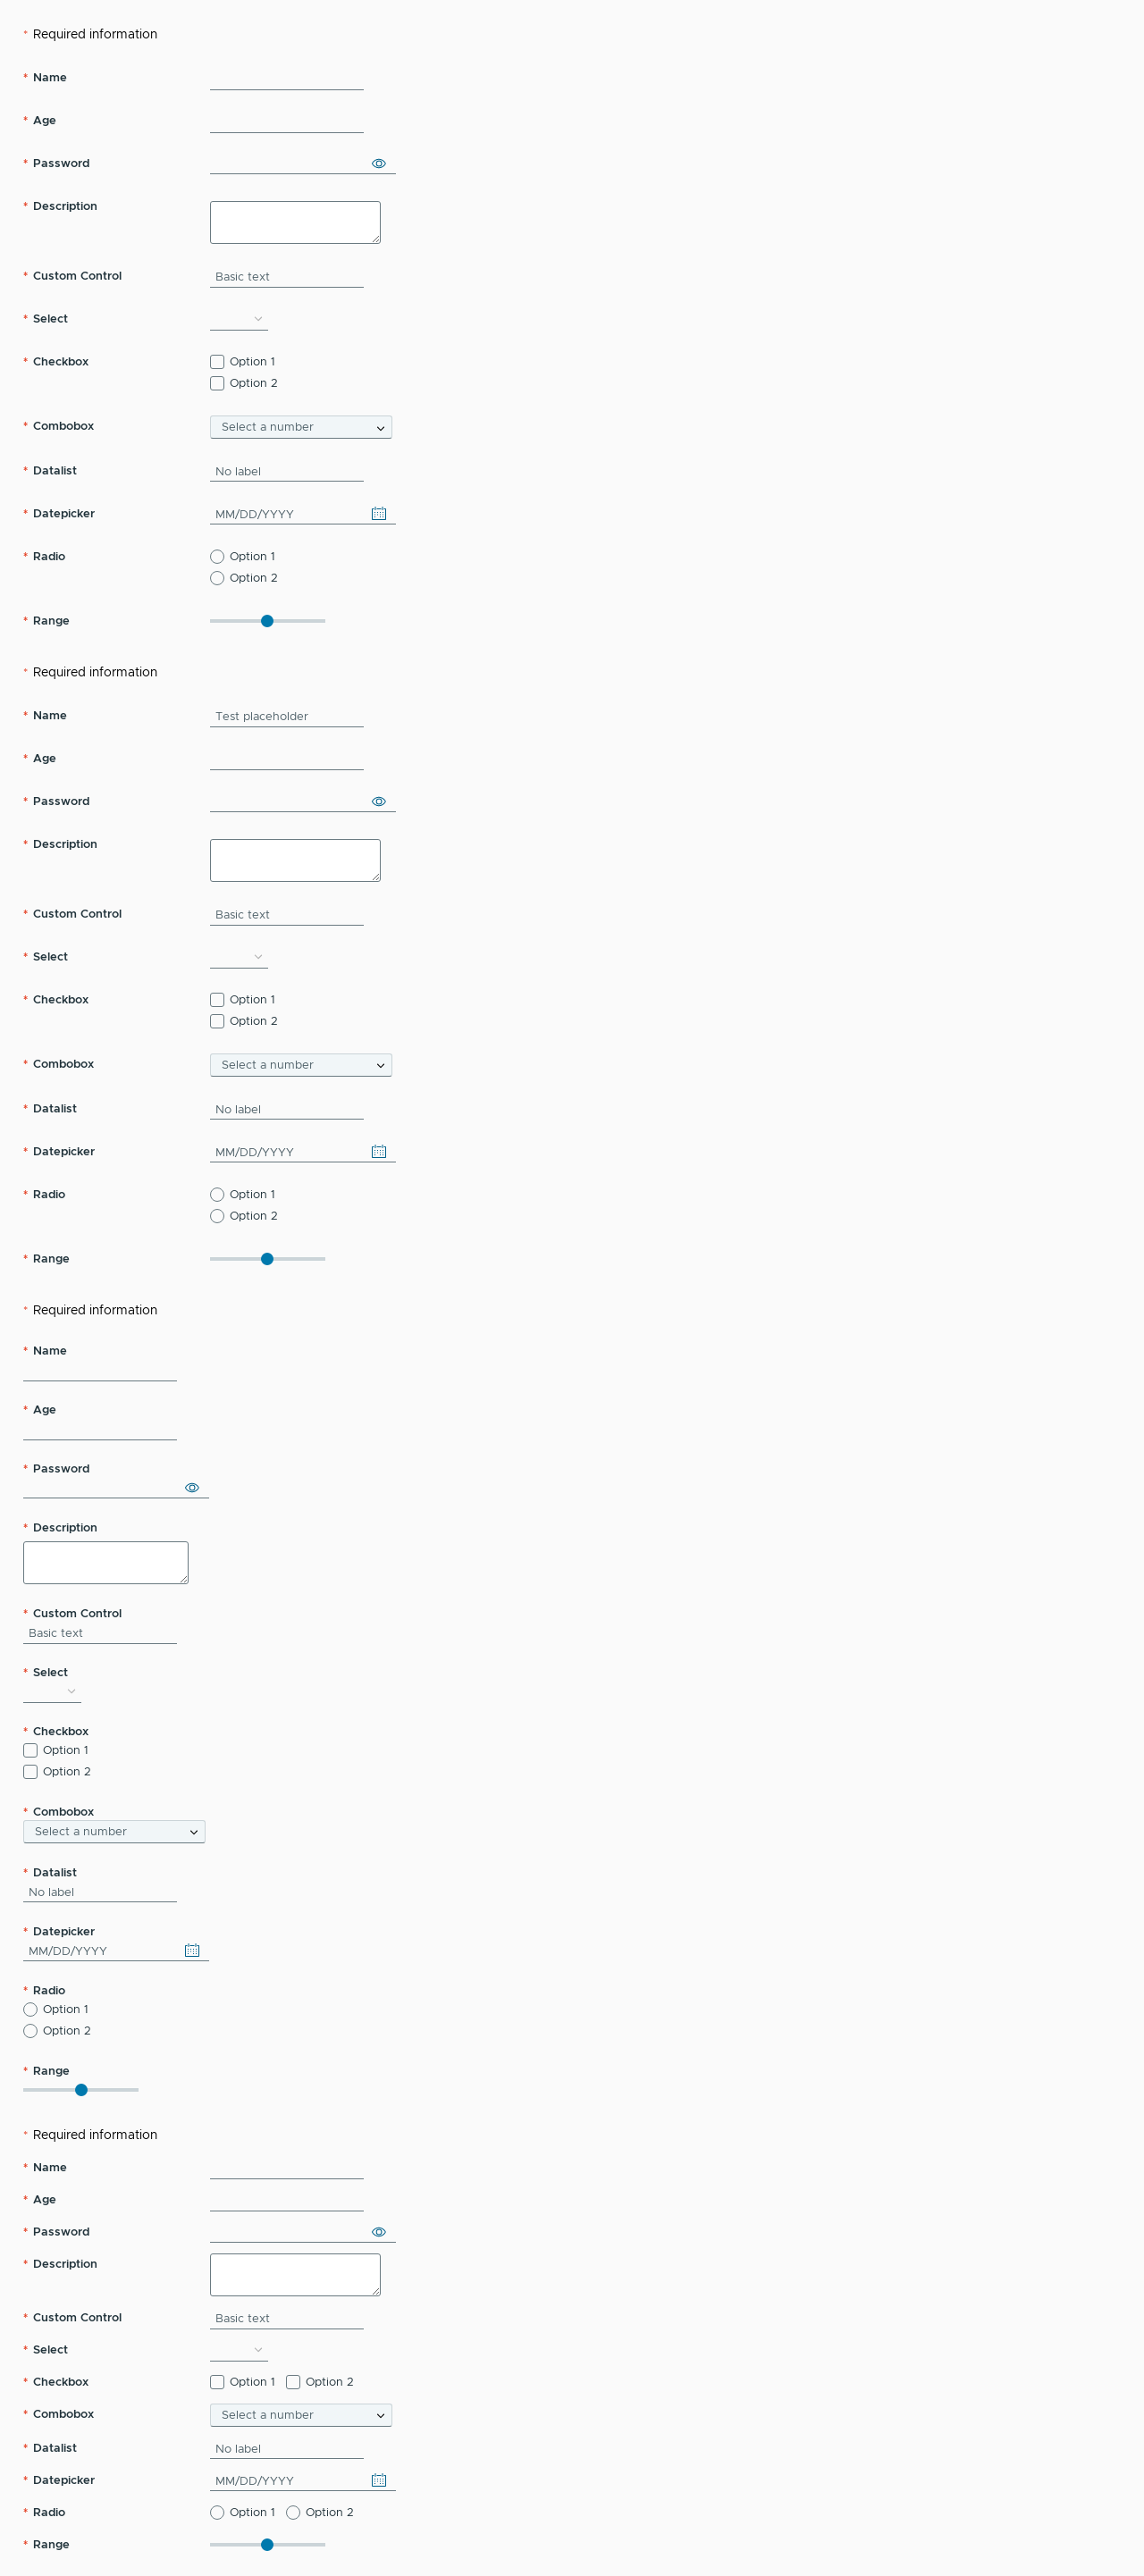 * Required information
* Name
* Age
* Password
* Description
* Custom Control Basic text
* Select
* Checkbox Option 1
Option 2
* Combobox Select a number
* Datalist No label
* Datepicker MM/DD/YYYY
* Radio Option 1
Option 2
* Range
* Required information
* Name Test placeholder
* Age
* Password
* Description
* Custom Control Basic text
* Select
* Checkbox Option 1
Option 2
* Combobox Select a number
* Datalist No label
* Datepicker MM/DD/YYYY
* Radio Option 1
Option 2
* Range
* Required information
* Name
* Age
* Password
* Description
* Custom Control
Basic text
* Select
* Checkbox
Option 1
Option 2
* Combobox
Select a number
* Datalist
No label
* Datepicker
MM/DD/YYYY
* Radio
Option 1
Option 2
* Range
* Required information
* Name
* Age
* Password
* Description
* Custom Control Basic text
* Select
* Checkbox Option 1 Option 2
* Combobox Select a number
* Datalist No label
* Datepicker MM/DD/YYYY
* Radio Option 1 Option 2
* Range